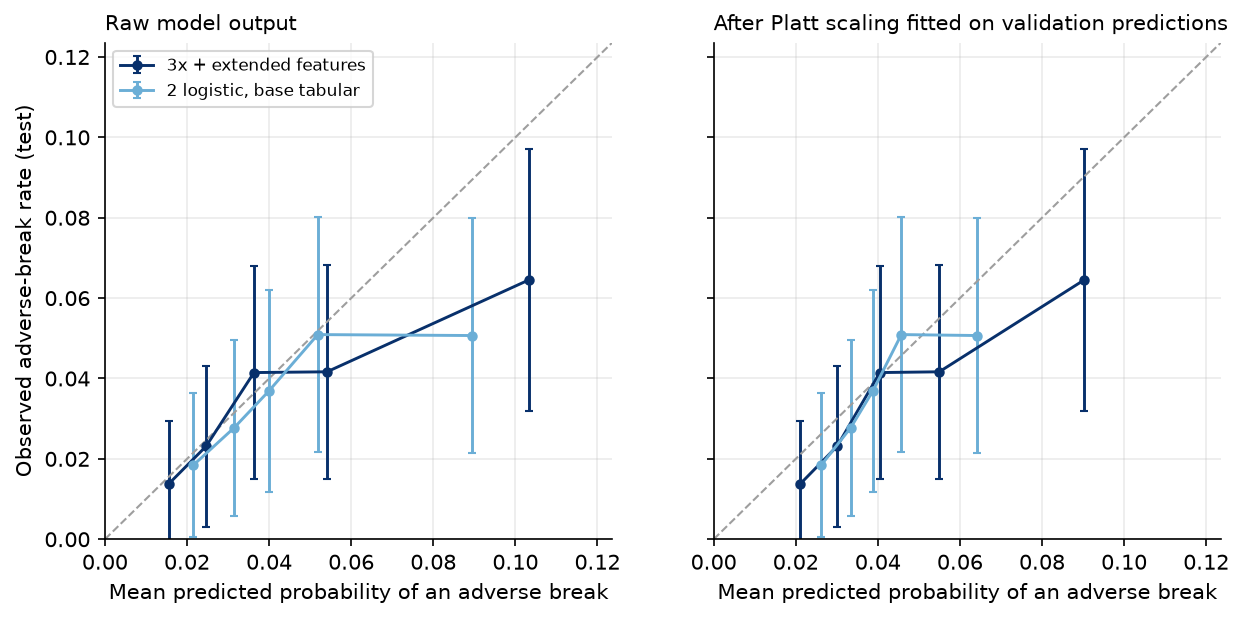 Raw model output
After Platt scaling fitted on validation predictions
3x + extended features
2 logistic, base tabular
Observed adverse-break rate (test)
0.12
0.10
0.08
0.06
0.04
0.02
0.00
0.00 0.02 0.04 0.06 0.08 0.10 0.12
0.00 0.02 0.04 0.06 0.08 0.10 0.12
Mean predicted probability of an adverse break
Mean predicted probability of an adverse break